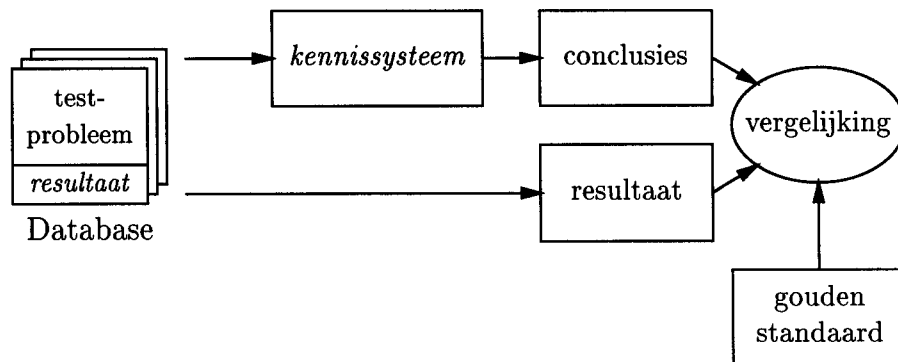 test-
probleem
resultaat
Database
kennissysteem
conclusies
resultaat
vergelijking
gouden
standaard